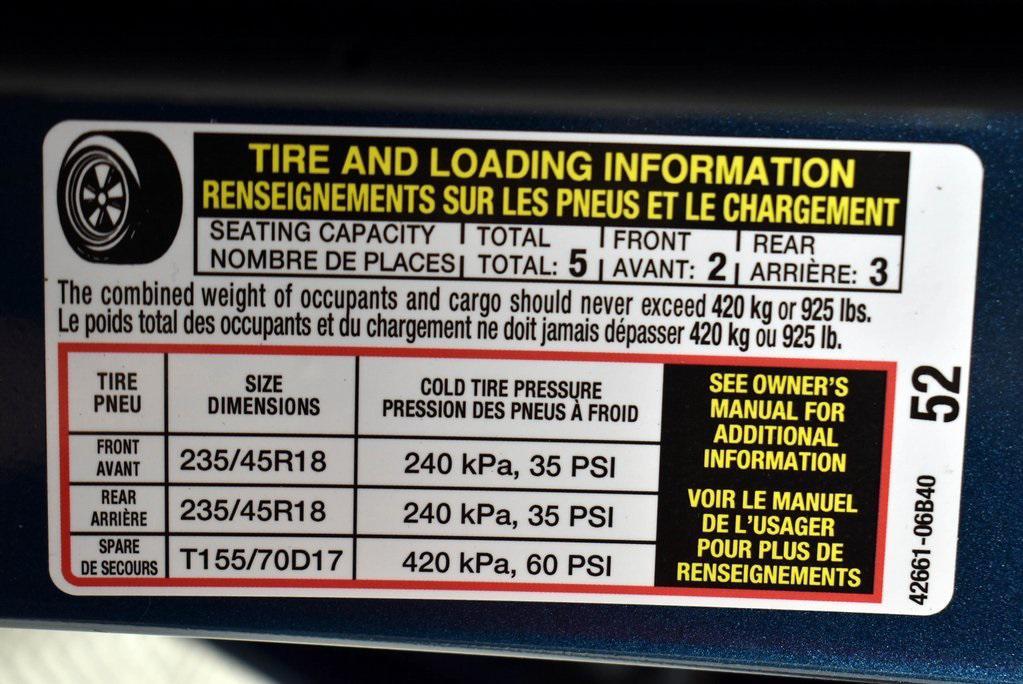 TIRE AND LOADING INFORMATION
RENSEIGNEMENTS SUR LES PNEUS ET LE CHARGEMENT
SEATING CAPACITY | TOTAL | FRONT | REAR
NOMBRE DE PLACES | TOTAL: 5 | AVANT: 2 | ARRIÈRE: 3
The combined weight of occupants and cargo should never exceed 420 kg or 925 lbs.
Le poids total des occupants et du chargement ne doit jamais dépasser 420 kg ou 925 lb.
TIRE
PNEU
SIZE
DIMENSIONS
COLD TIRE PRESSURE
PRESSION DES PNEUS À FROID
FRONT
AVANT
235/45R18
240 kPa, 35 PSI
REAR
ARRIÈRE
235/45R18
240 kPa, 35 PSI
SPARE
DE SECOURS
T155/70D17
420 kPa, 60 PSI
SEE OWNER'S
MANUAL FOR
ADDITIONAL
INFORMATION
VOIR LE MANUEL
DE L'USAGER
POUR PLUS DE
RENSEIGNEMENTS
52
42661-06B40